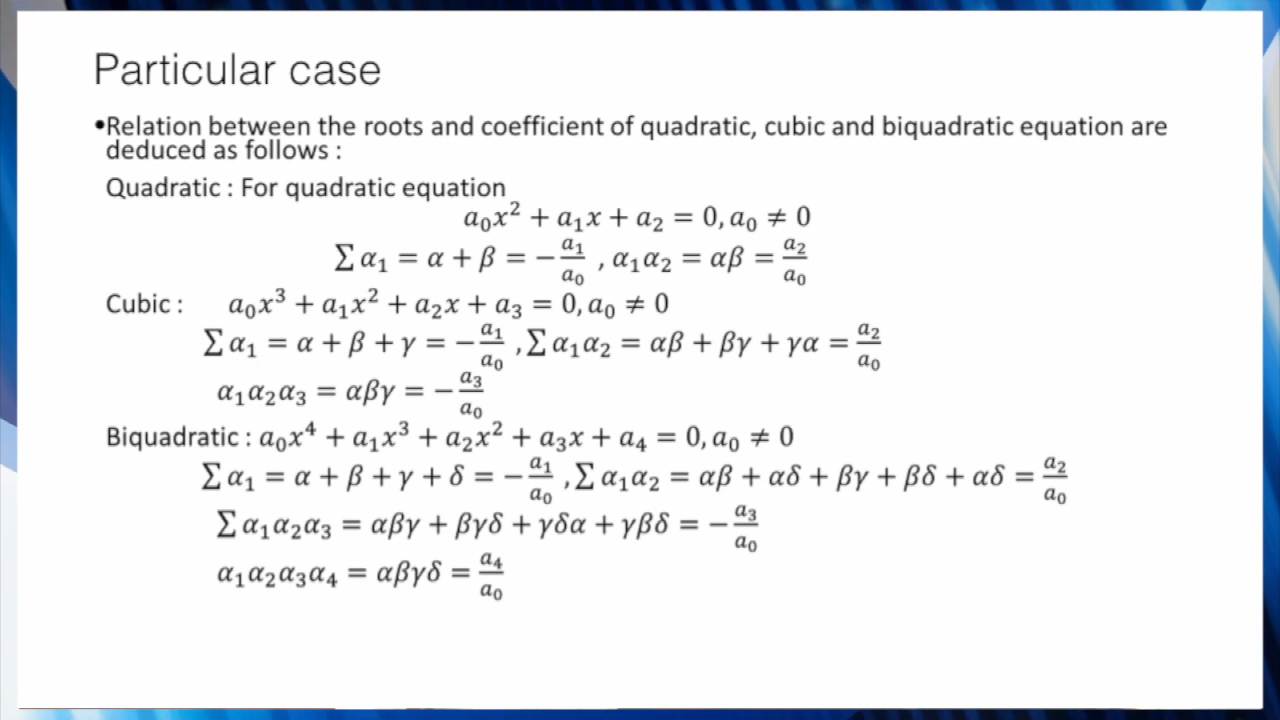 Particular case
•Relation between the roots and coefficient of quadratic, cubic and biquadratic equation are
deduced as follows :
Quadratic : For quadratic equation
a₀x² + a₁x + a₂ = 0, a₀ ≠ 0
∑ α₁ = α + β = −a₁/a₀ , α₁α₂ = αβ = a₂/a₀
Cubic : a₀x³ + a₁x² + a₂x + a₃ = 0, a₀ ≠ 0
∑ α₁ = α + β + γ = −a₁/a₀ , ∑ α₁α₂ = αβ + βγ + γα = a₂/a₀
α₁α₂α₃ = αβγ = −a₃/a₀
Biquadratic : a₀x⁴ + a₁x³ + a₂x² + a₃x + a₄ = 0, a₀ ≠ 0
∑ α₁ = α + β + γ + δ = −a₁/a₀ , ∑ α₁α₂ = αβ + αδ + βγ + βδ + αδ = a₂/a₀
∑ α₁α₂α₃ = αβγ + βγδ + γδα + γβδ = −a₃/a₀
α₁α₂α₃α₄ = αβγδ = a₄/a₀